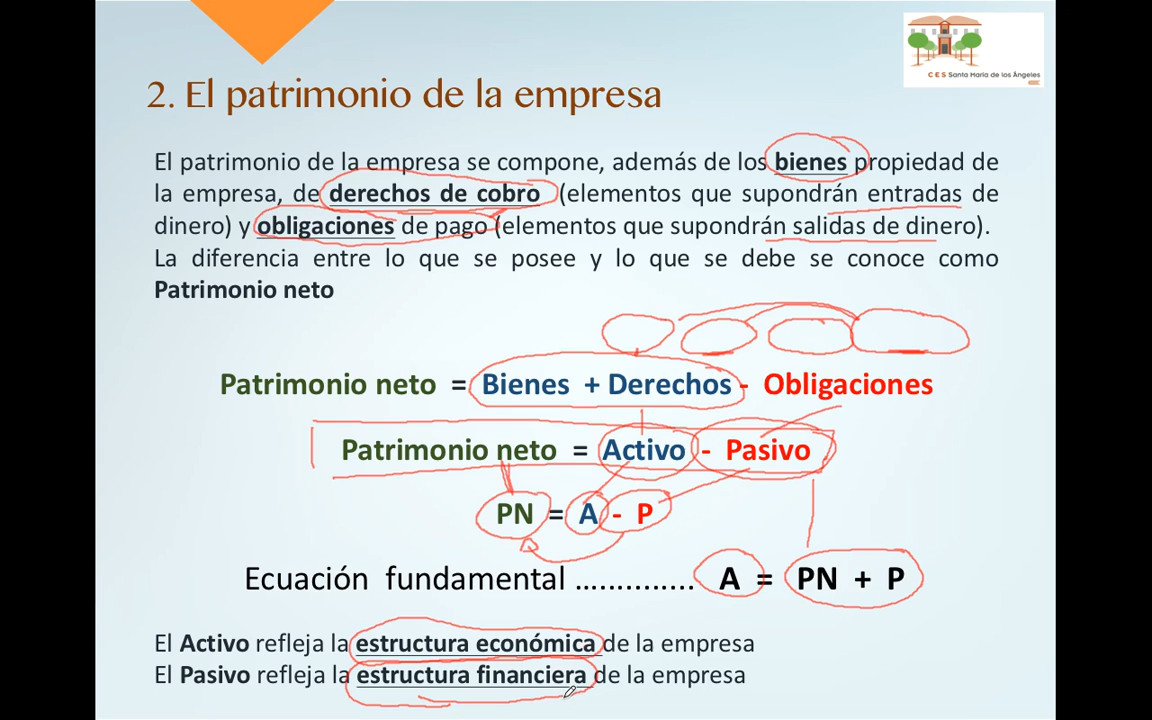 C E S Santa María de los Ángeles
2. El patrimonio de la empresa
El patrimonio de la empresa se compone, además de los bienes propiedad de
la empresa, de derechos de cobro (elementos que supondrán entradas de
dinero) y obligaciones de pago (elementos que supondrán salidas de dinero).
La diferencia entre lo que se posee y lo que se debe se conoce como
Patrimonio neto
Patrimonio neto = Bienes + Derechos - Obligaciones
Patrimonio neto = Activo - Pasivo
PN = A - P
Ecuación fundamental .............. A = PN + P
El Activo refleja la estructura económica de la empresa
El Pasivo refleja la estructura financiera de la empresa